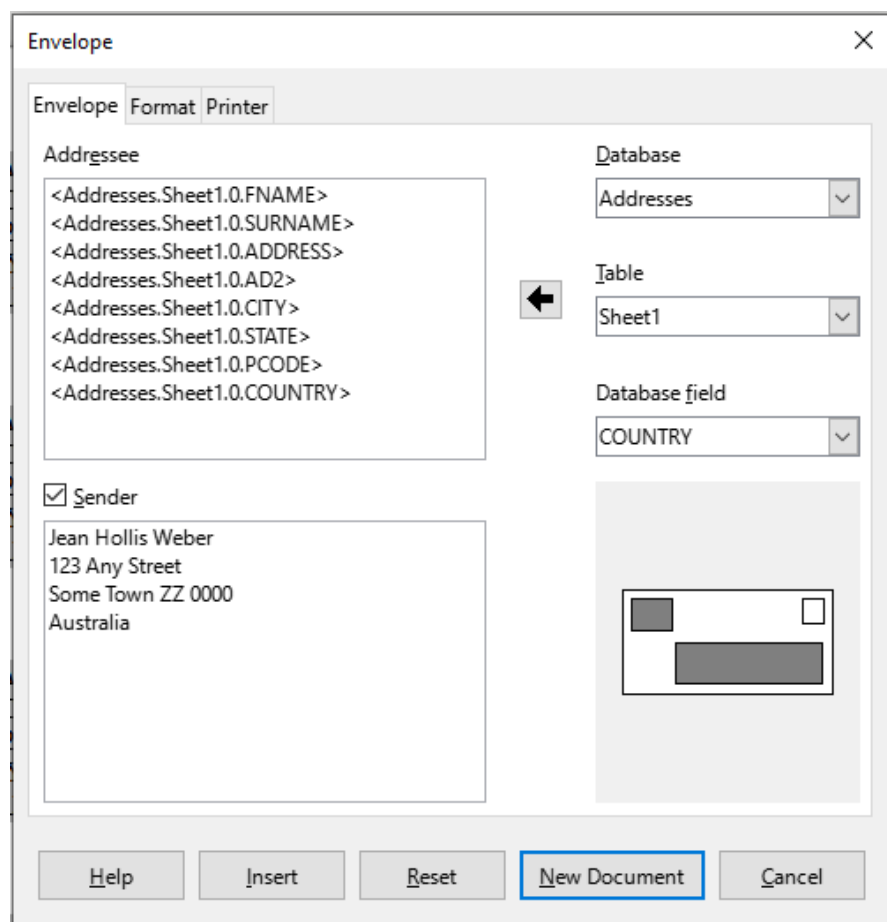 Envelope
Envelope Format Printer
Addressee
<Addresses.Sheet1.0.FNAME>
<Addresses.Sheet1.0.SURNAME>
<Addresses.Sheet1.0.ADDRESS>
<Addresses.Sheet1.0.AD2>
<Addresses.Sheet1.0.CITY>
<Addresses.Sheet1.0.STATE>
<Addresses.Sheet1.0.PCODE>
<Addresses.Sheet1.0.COUNTRY>
Database
Addresses
Table
Sheet1
Database field
COUNTRY
Sender
Jean Hollis Weber
123 Any Street
Some Town ZZ 0000
Australia
Help Insert Reset New Document Cancel